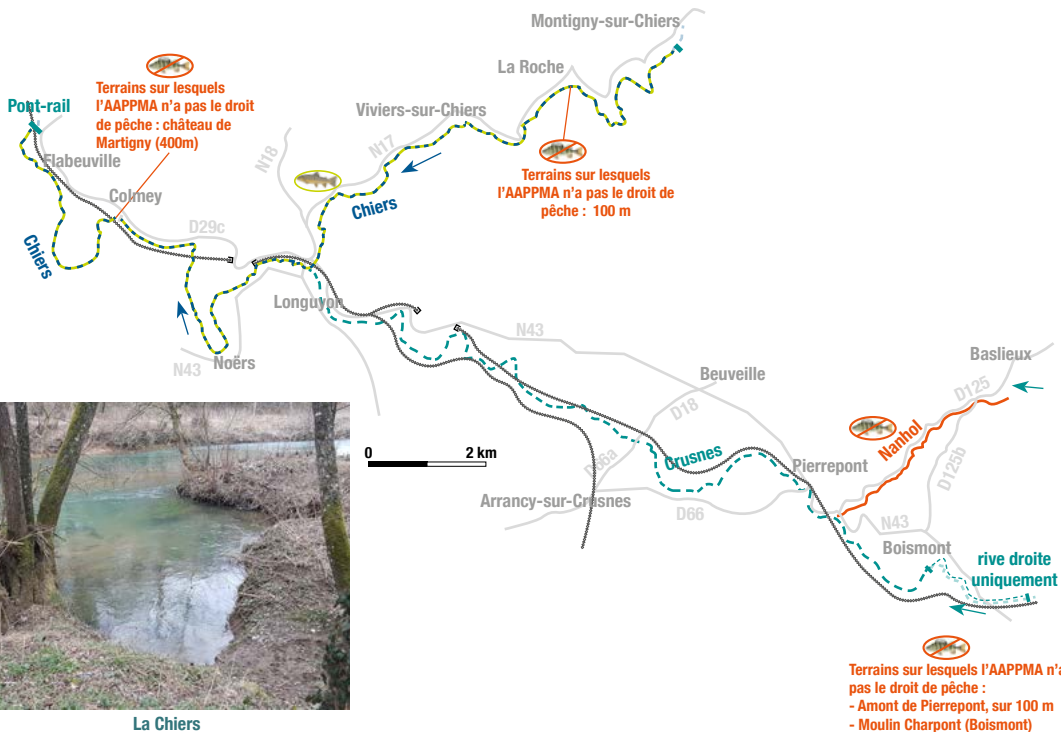 Montigny-sur-Chiers
La Roche
Terrains sur lesquels
l'AAPPMA n'a pas le droit
de pêche : château de
Martigny (400m)
Pont-rail
Viviers-sur-Chiers
N17
N18
Terrains sur lesquels
l'AAPPMA n'a pas le droit de
pêche : 100 m
Flabeuville
Colmey
Chiers
Chiers
D29c
Longuyon
N43
Noërs
N43
Baslieux
D125
Beuveille
D18
Nanhol
0 2 km
Crusnes
Pierrepont
D66a
D125b
Arrancy-sur-Crusnes
D66
N43
Boismont
rive droite
uniquement
Terrains sur lesquels l'AAPPMA n'a
pas le droit de pêche :
- Amont de Pierrepont, sur 100 m
- Moulin Charpont (Boismont)
La Chiers